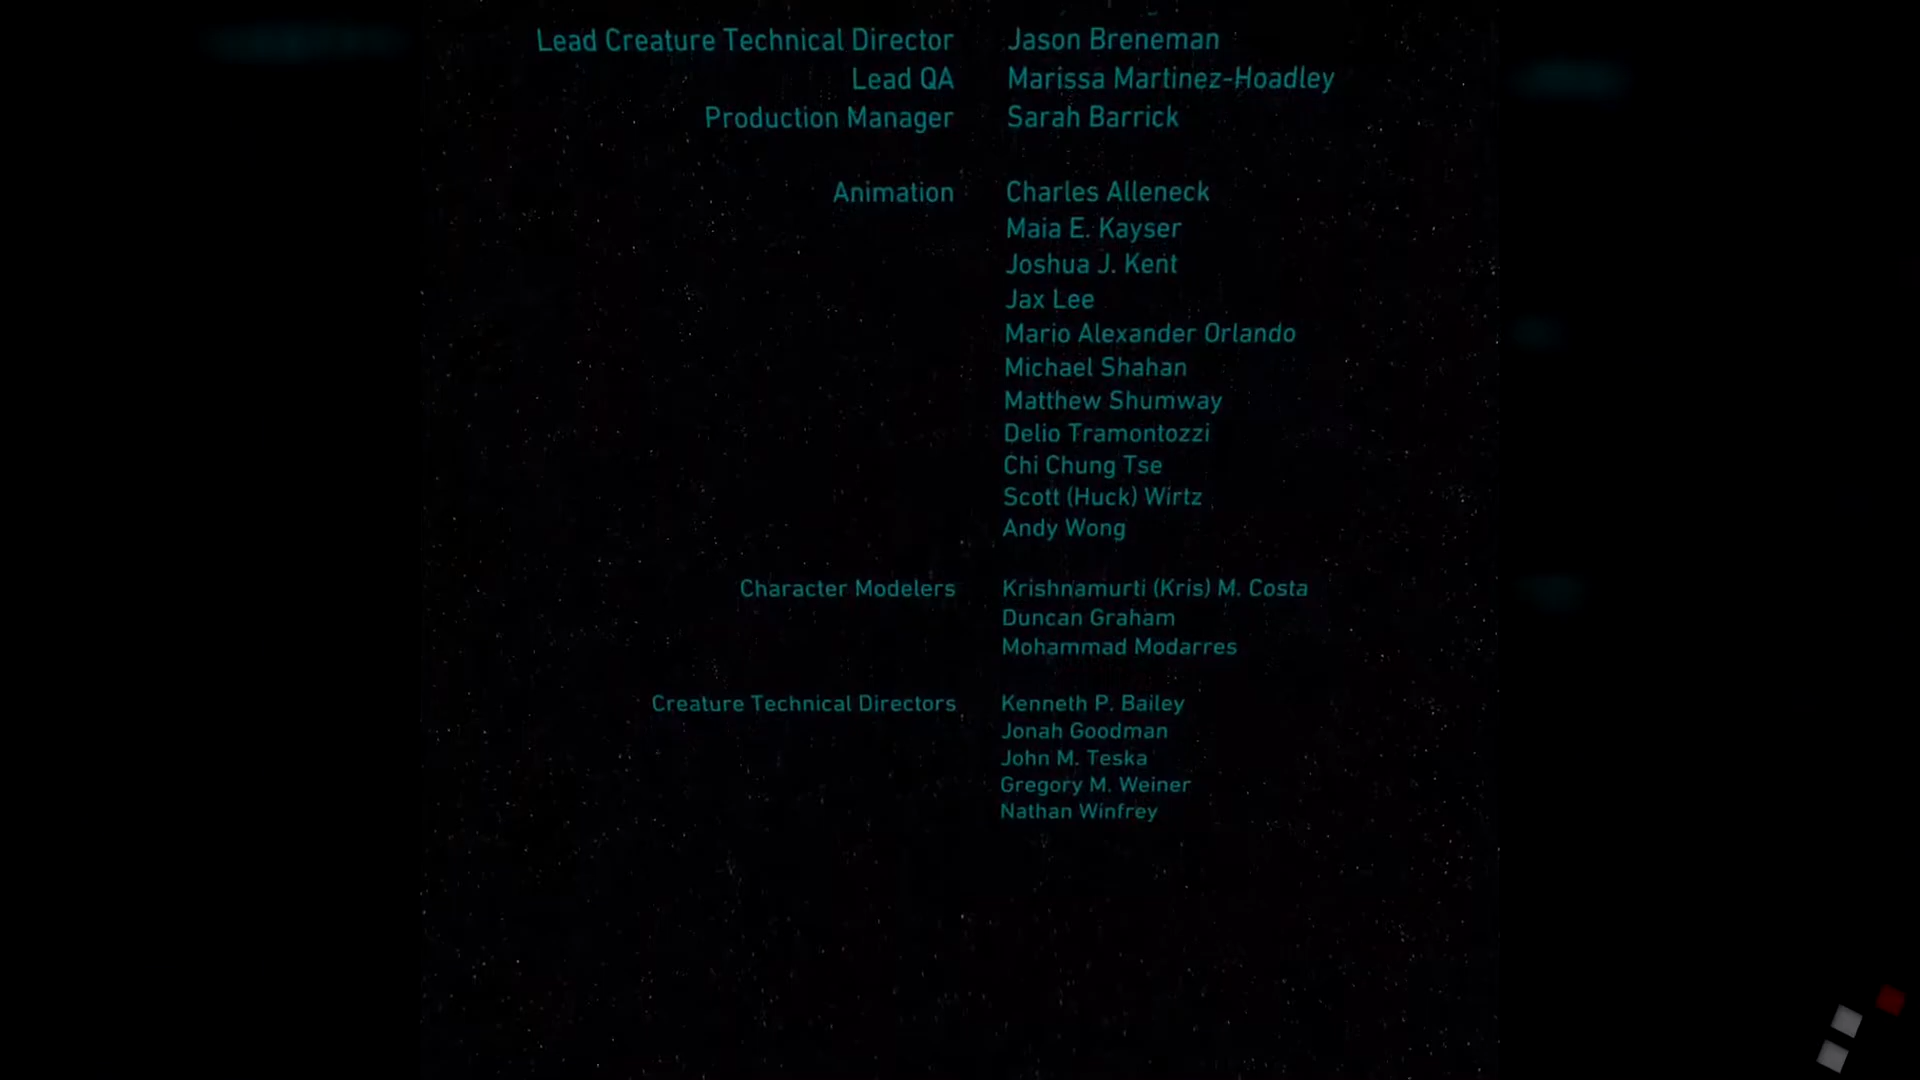 Lead Creature Technical Director Jason Breneman
Lead QA Marissa Martinez-Hoadley
Production Manager Sarah Barrick
Animation Charles Alleneck
Maia E. Kayser
Joshua J. Kent
Jax Lee
Mario Alexander Orlando
Michael Shahan
Matthew Shumway
Delio Tramontozzi
Chi Chung Tse
Scott (Huck) Wirtz
Andy Wong
Character Modelers Krishnamurti (Kris) M. Costa
Duncan Graham
Mohammad Modarres
Creature Technical Directors Kenneth P. Bailey
Jonah Goodman
John M. Teska
Gregory M. Weiner
Nathan Winfrey